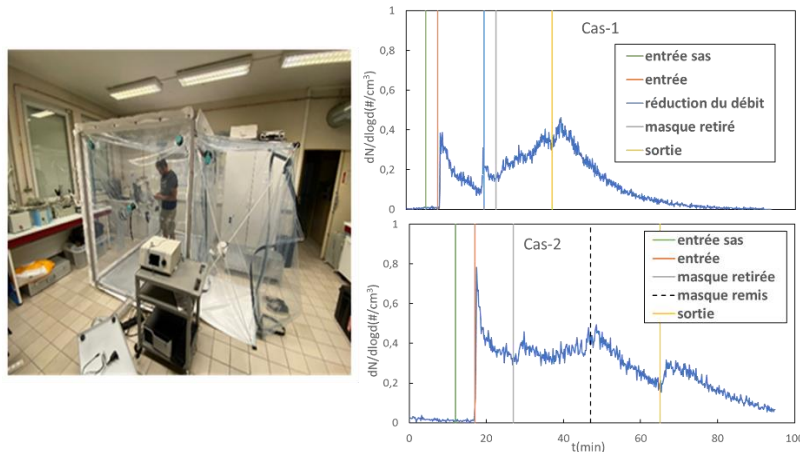 dN/dlogd(#/cm³)
1
0,8
0,6
0,4
0,2
0
Cas-1
entrée sas
entrée
réduction du débit
masque retiré
sortie
dN/dlogd(#/cm³)
1
0,8
0,6
0,4
0,2
0
Cas-2
entrée sas
entrée
masque retirée
masque remis
sortie
0
20
40
60
80
100
t(min)